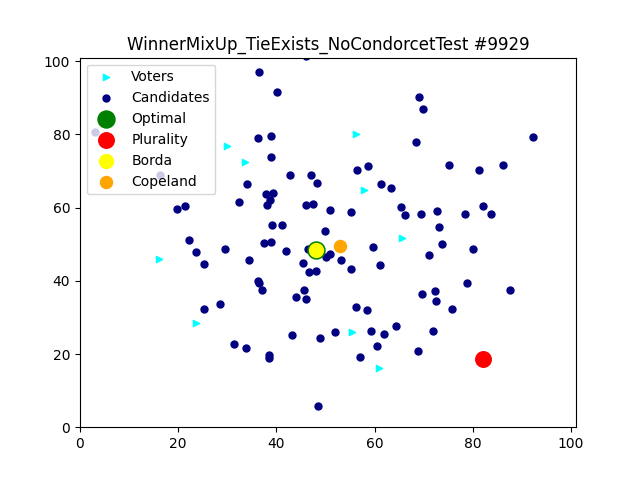 WinnerMixUp_TieExists_NoCondorcetTest #9929
Voters
Candidates
Optimal
Plurality
Borda
Copeland
100
80
60
40
20
0
0 20 40 60 80 100